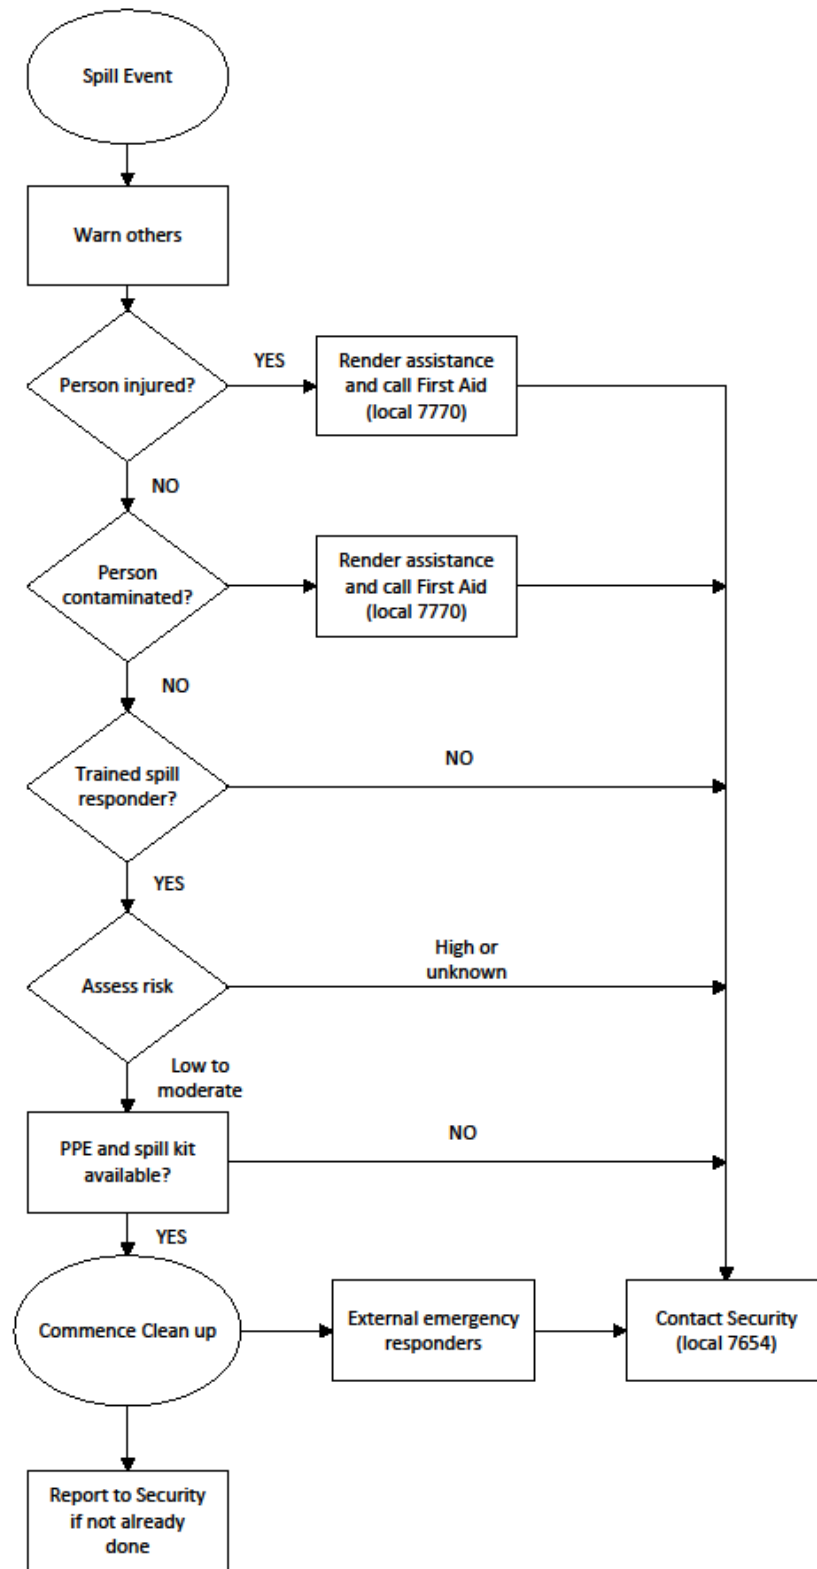 Spill Event
Warn others
Person injured?
YES
Render assistance
and call First Aid
(local 7770)
NO
Person
contaminated?
Render assistance
and call First Aid
(local 7770)
NO
Trained spill
responder?
NO
YES
Assess risk
High or
unknown
Low to
moderate
PPE and spill kit
available?
NO
YES
Commence Clean up
External emergency
responders
Contact Security
(local 7654)
Report to Security
if not already
done